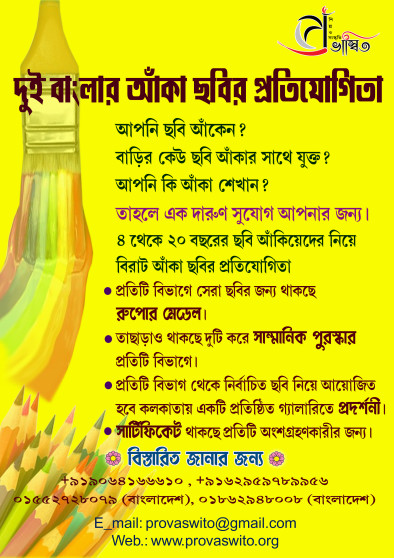 প্রভাস্বিত
দুই বাংলার আঁকা ছবির প্রতিযোগিতা
আপনি ছবি আঁকেন?
বাড়ির কেউ ছবি আঁকার সাথে যুক্ত?
আপনি কি আঁকা শেখান?
তাহলে এক দারুণ সুযোগ আপনার জন্য।
৪ থেকে ২০ বছরের ছবি আঁকিয়েদের নিয়ে
বিরাট আঁকা ছবির প্রতিযোগিতা
● প্রতিটি বিভাগে সেরা ছবির জন্য থাকছে
রুপোর মেডেল।
● তাছাড়াও থাকছে দুটি করে সাম্মানিক পুরস্কার
প্রতিটি বিভাগে।
● প্রতিটি বিভাগ থেকে নির্বাচিত ছবি নিয়ে আয়োজিত
হবে কলকাতায় একটি প্রতিষ্ঠিত গ্যালারিতে প্রদর্শনী।
● সার্টিফিকেট থাকছে প্রতিটি অংশগ্রহণকারীর জন্য।
বিস্তারিত জানার জন্য
+৯১৯০৬৪১৬৬৬১০ , +৯১৬২৯৫৯৭৮৯৯৫৬
০১৫৫২৭২৮০৭৯ (বাংলাদেশ), ০১৮৬২৯৪৮০০৮ (বাংলাদেশ)
E_mail: provaswito@gmail.com
Web.: www.provaswito.org